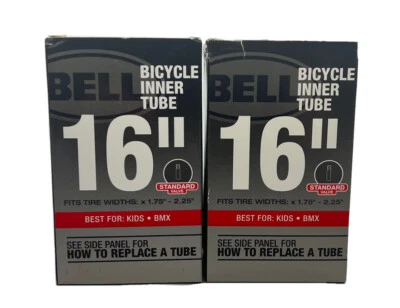 BELL
BICYCLE
INNER
TUBE
16"
STANDARD
VALVE
FITS TIRE WIDTHS: x 1.75" - 2.25"
BEST FOR: KIDS • BMX
SEE SIDE PANEL FOR
HOW TO REPLACE A TUBE
BELL
BICYCLE
INNER
TUBE
16"
STANDARD
VALVE
FITS TIRE WIDTHS: x 1.75" - 2.25"
BEST FOR: KIDS • BMX
SEE SIDE PANEL FOR
HOW TO REPLACE A TUBE